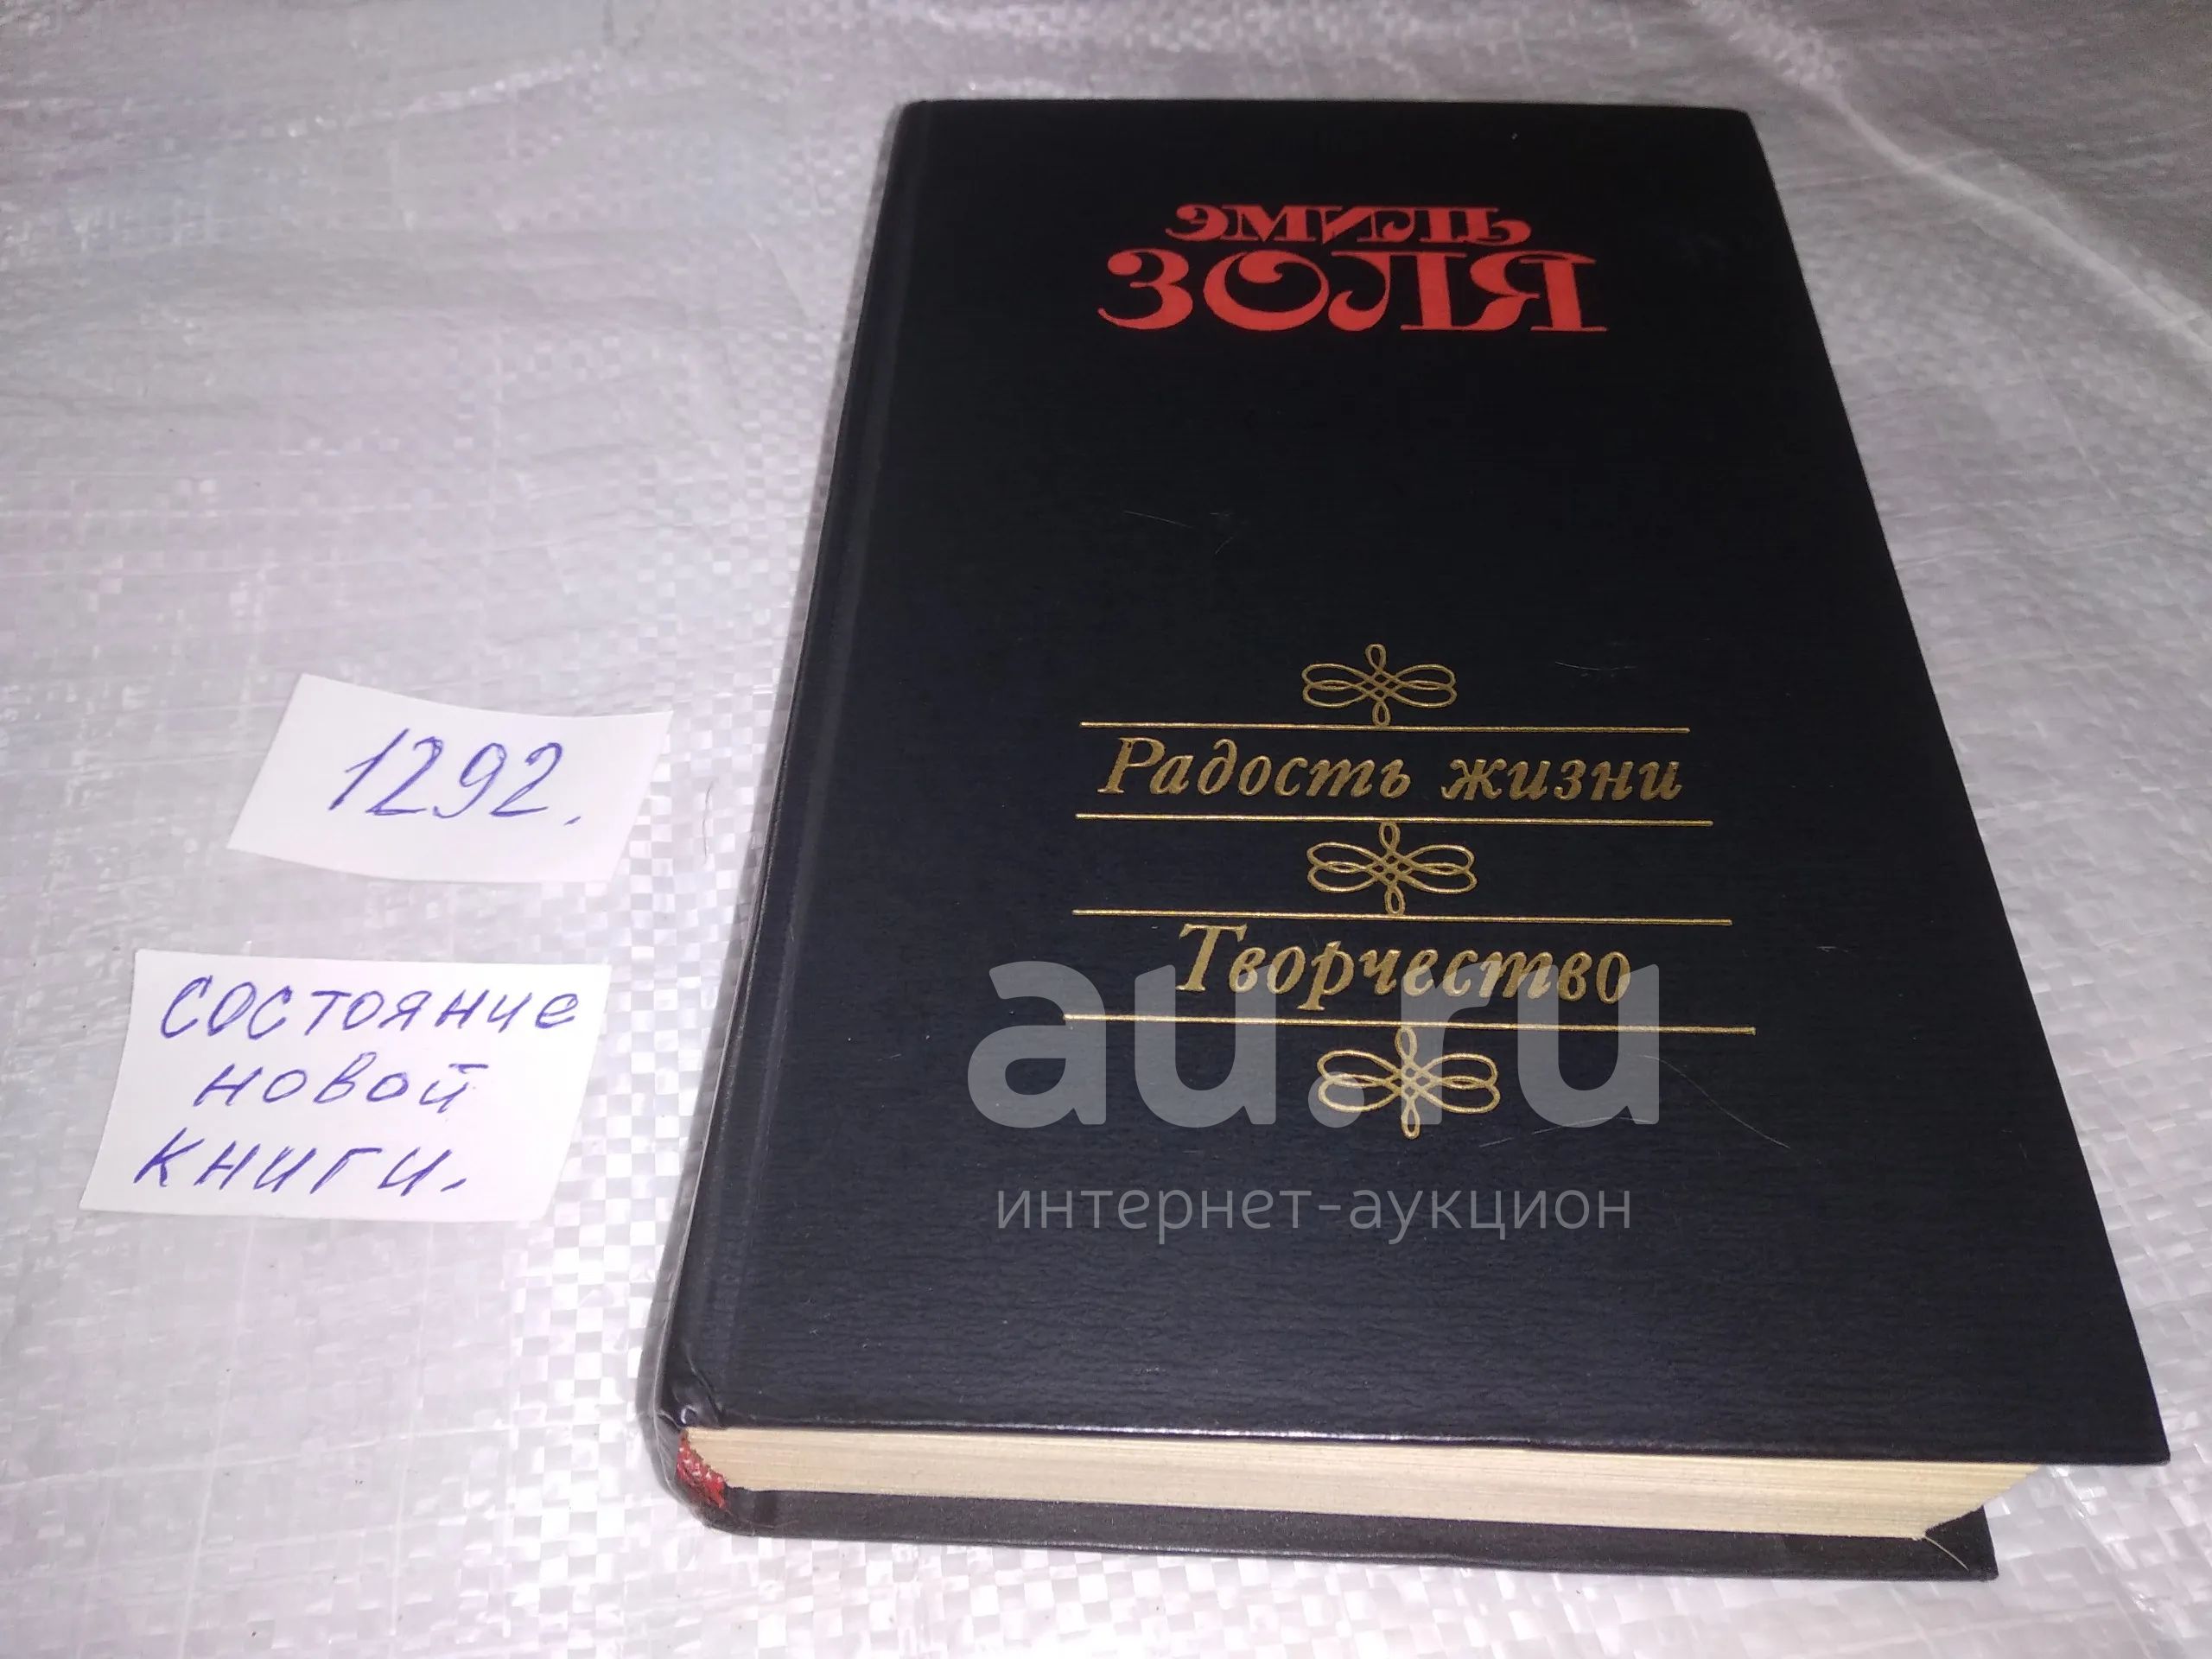 ЭМИЛЬ
ЗОЛЯ
Радость жизни
Творчество
au.ru
интернет-аукцион
1292.
состояние
новой
книги.